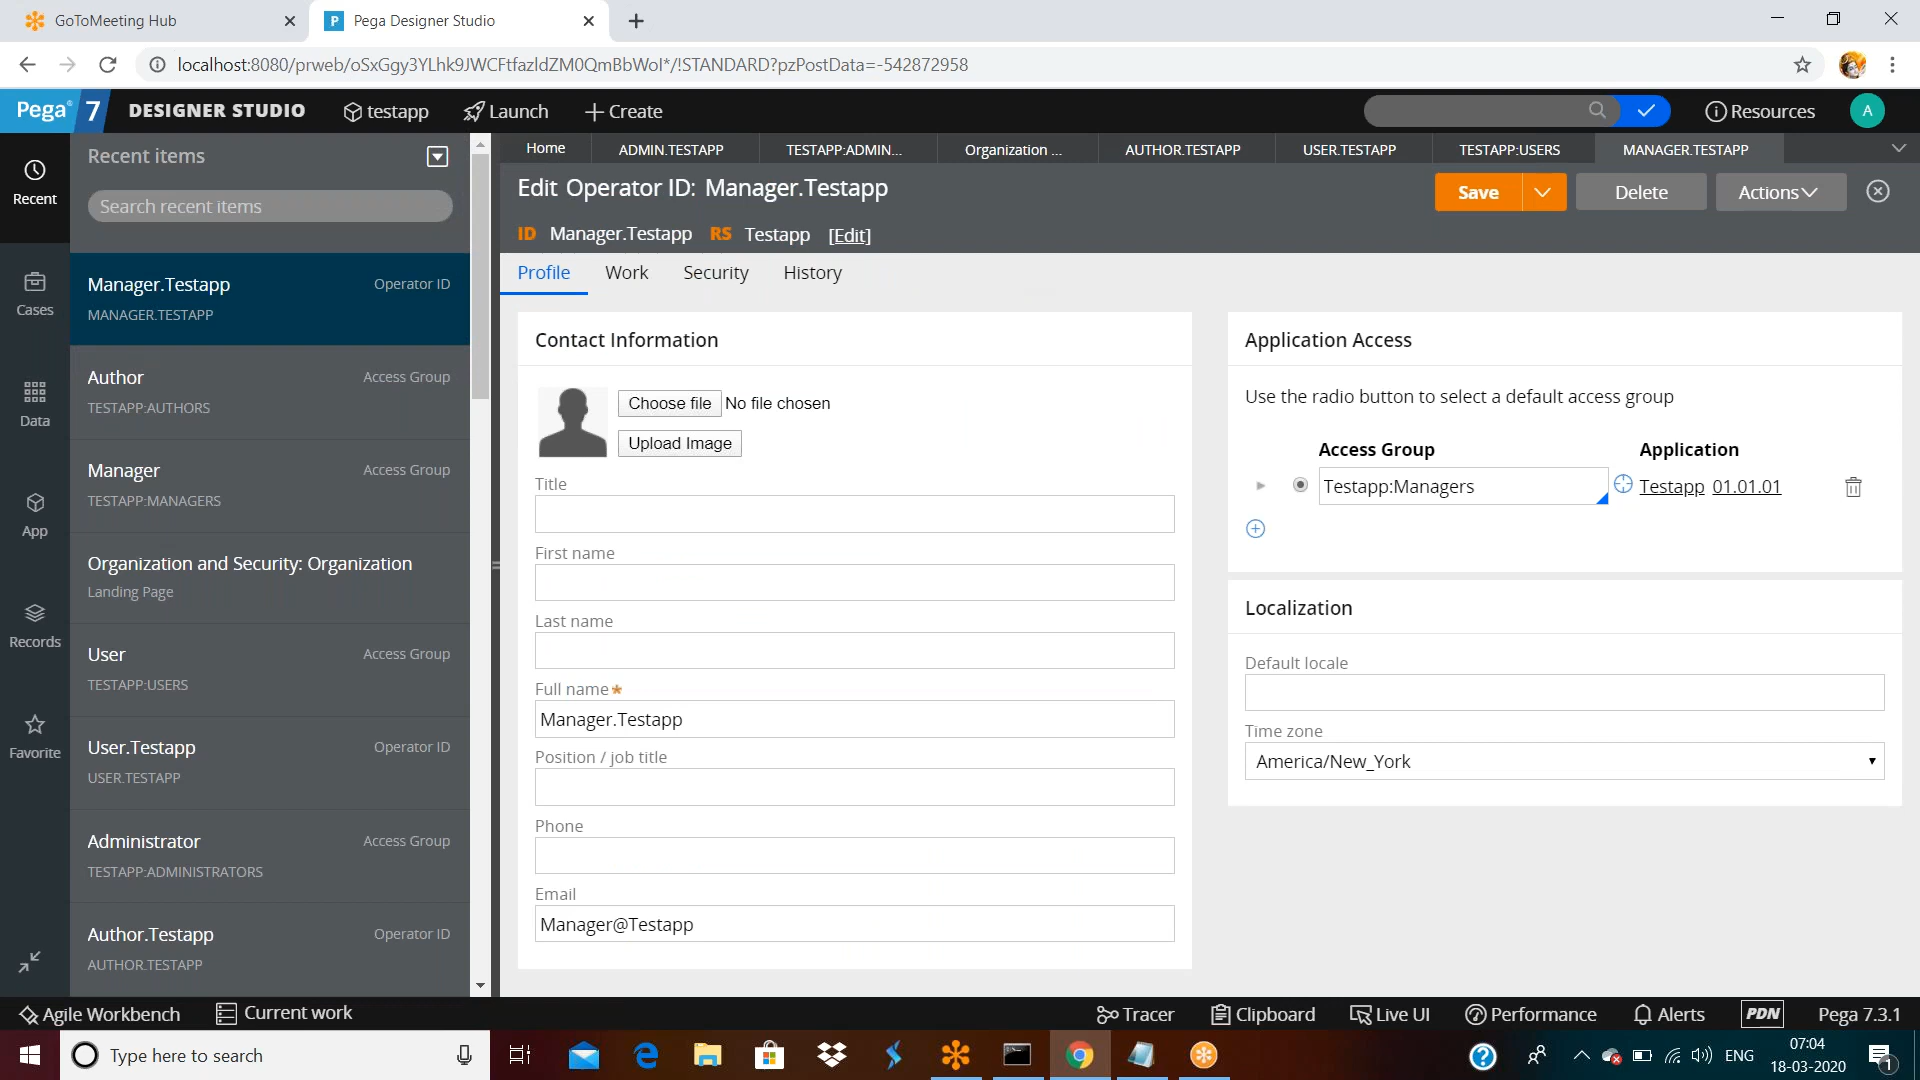 GoToMeeting Hub
Pega Designer Studio
localhost:8080/prweb/oSxGgy3YLhk9JWCFtfazldZM0QmBbWoI*/!STANDARD?pzPostData=-542872958
Pega 7 DESIGNER STUDIO testapp Launch Create Resources A
Recent items
Home ADMIN.TESTAPP TESTAPP:ADMIN... Organization ... AUTHOR.TESTAPP USER.TESTAPP TESTAPP:USERS MANAGER.TESTAPP
Recent
Search recent items
Edit Operator ID: Manager.Testapp
Save Delete Actions
ID Manager.Testapp RS Testapp [Edit]
Profile Work Security History
Cases
Data
App
Records
Favorite
Manager.Testapp Operator ID
MANAGER.TESTAPP
Author Access Group
TESTAPP:AUTHORS
Manager Access Group
TESTAPP:MANAGERS
Organization and Security: Organization
Landing Page
User Access Group
TESTAPP:USERS
User.Testapp Operator ID
USER.TESTAPP
Administrator Access Group
TESTAPP:ADMINISTRATORS
Author.Testapp Operator ID
AUTHOR.TESTAPP
Contact Information
Choose file No file chosen
Upload Image
Title
First name
Last name
Full name*
Manager.Testapp
Position / job title
Phone
Email
Manager@Testapp
Application Access
Use the radio button to select a default access group
Access Group Application
Testapp:Managers Testapp 01.01.01
Localization
Default locale
Time zone
America/New_York
Agile Workbench Current work Tracer Clipboard Live UI Performance Alerts PDN Pega 7.3.1
Type here to search
ENG
07:04
18-03-2020
1